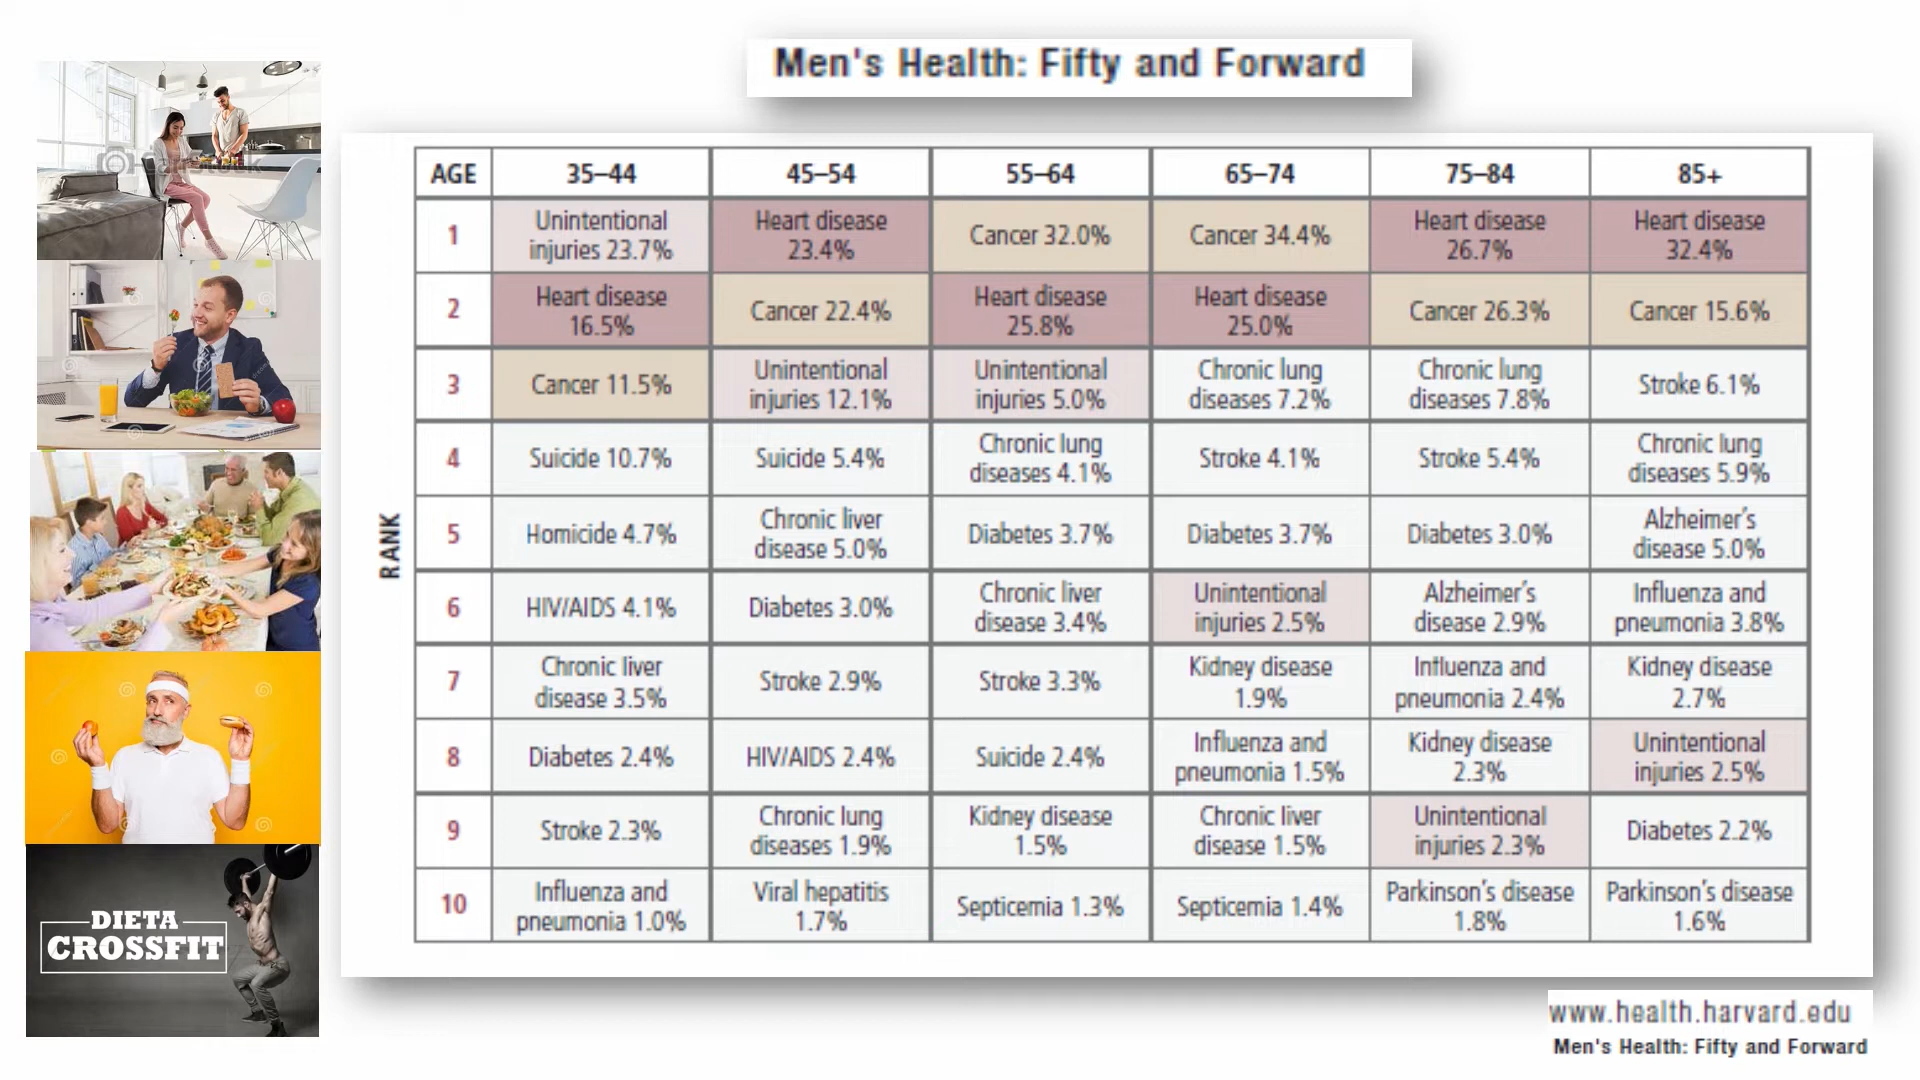 Men's Health: Fifty and Forward
AGE 35–44 45–54 55–64 65–74 75–84 85+
RANK
1 Unintentional injuries 23.7% Heart disease 23.4% Cancer 32.0% Cancer 34.4% Heart disease 26.7% Heart disease 32.4%
2 Heart disease 16.5% Cancer 22.4% Heart disease 25.8% Heart disease 25.0% Cancer 26.3% Cancer 15.6%
3 Cancer 11.5% Unintentional injuries 12.1% Unintentional injuries 5.0% Chronic lung diseases 7.2% Chronic lung diseases 7.8% Stroke 6.1%
4 Suicide 10.7% Suicide 5.4% Chronic lung diseases 4.1% Stroke 4.1% Stroke 5.4% Chronic lung diseases 5.9%
5 Homicide 4.7% Chronic liver disease 5.0% Diabetes 3.7% Diabetes 3.7% Diabetes 3.0% Alzheimer's disease 5.0%
6 HIV/AIDS 4.1% Diabetes 3.0% Chronic liver disease 3.4% Unintentional injuries 2.5% Alzheimer's disease 2.9% Influenza and pneumonia 3.8%
7 Chronic liver disease 3.5% Stroke 2.9% Stroke 3.3% Kidney disease 1.9% Influenza and pneumonia 2.4% Kidney disease 2.7%
8 Diabetes 2.4% HIV/AIDS 2.4% Suicide 2.4% Influenza and pneumonia 1.5% Kidney disease 2.3% Unintentional injuries 2.5%
9 Stroke 2.3% Chronic lung diseases 1.9% Kidney disease 1.5% Chronic liver disease 1.5% Unintentional injuries 2.3% Diabetes 2.2%
10 Influenza and pneumonia 1.0% Viral hepatitis 1.7% Septicemia 1.3% Septicemia 1.4% Parkinson's disease 1.8% Parkinson's disease 1.6%
DIETA
CROSSFIT
www.health.harvard.edu
Men's Health: Fifty and Forward